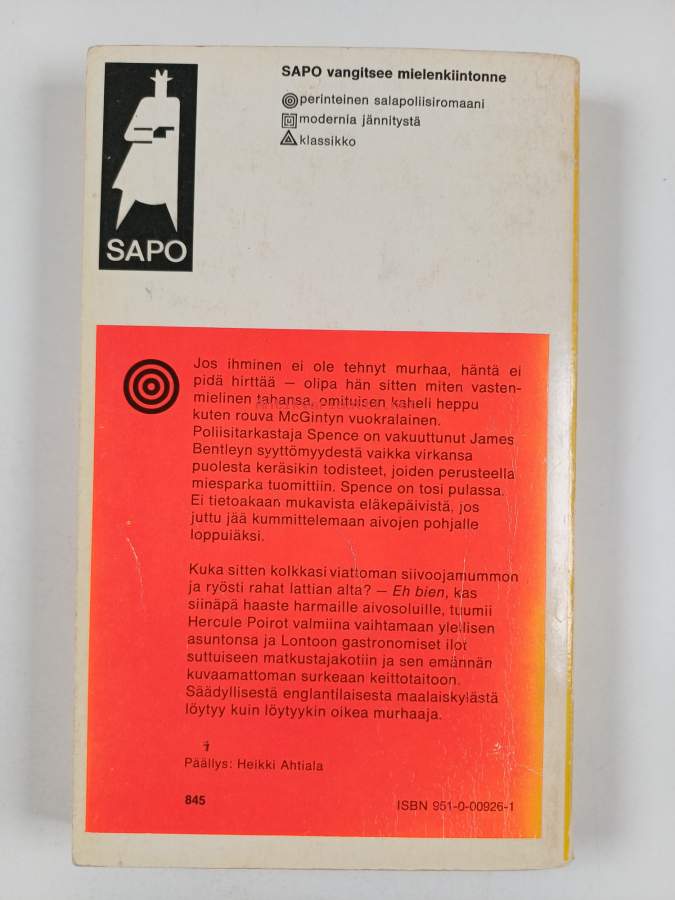 SAPO vangitsee mielenkiintonne
perinteinen salapoliisiromaani
modernia jännitystä
klassikko
SAPO
Jos ihminen ei ole tehnyt murhaa, häntä ei
pidä hirttää — olipa hän sitten miten vasten-
mielinen tahansa, omituisen kaheli heppu
kuten rouva McGintyn vuokralainen.
Poliisitarkastaja Spence on vakuuttunut James
Bentleyn syyttömyydestä vaikka virkansa
puolesta keräsikin todisteet, joiden perusteella
miesparka tuomittiin. Spence on tosi pulassa.
Ei tietoakaan mukavista eläkepäivistä, jos
juttu jää kummittelemaan aivojen pohjalle
loppuiäksi.
Kuka sitten kolkkasi viattoman siivoojamummon
ja ryösti rahat lattian alta? — Eh bien, kas
siinäpä haaste harmaille aivosoluille, tuumii
Hercule Poirot valmiina vaihtamaan ylellisen
asuntonsa ja Lontoon gastronomiset ilot
suttuiseen matkustajakotiin ja sen emännän
kuvaamattoman surkeaan keittotaitoon.
Säädyllisestä englantilaisesta maalaiskylästä
löytyy kuin löytyykin oikea murhaaja.
Päällys: Heikki Ahtiala
845
ISBN 951-0-00926-1